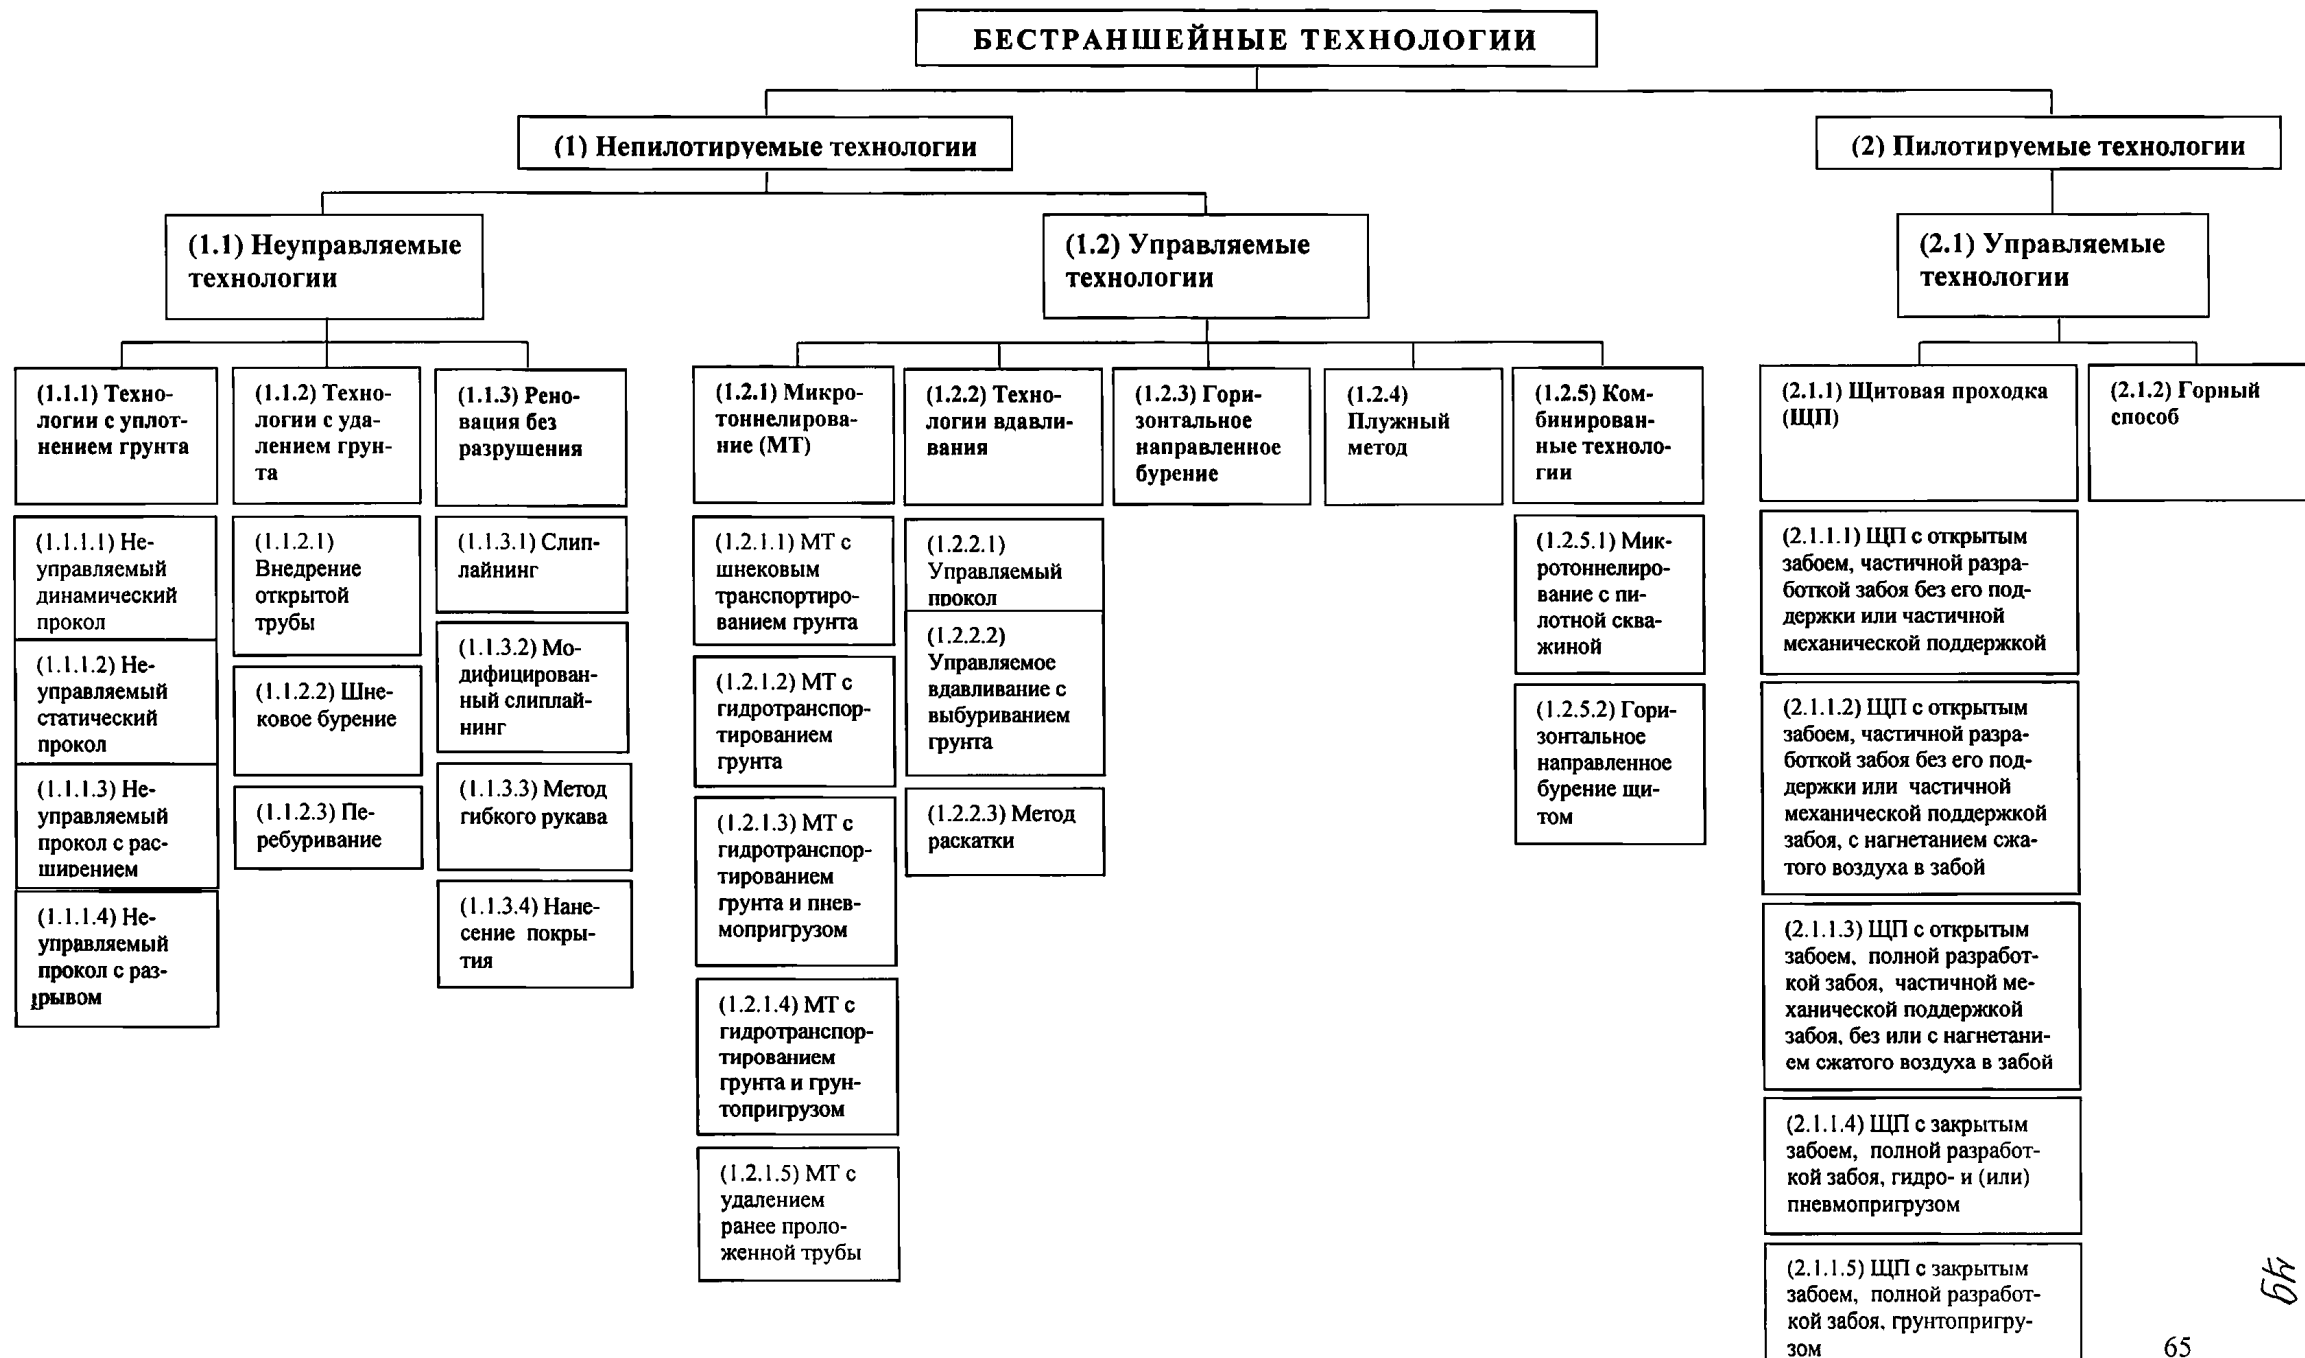 БЕСТРАНШЕЙНЫЕ ТЕХНОЛОГИИ
(1) Непилотируемые технологии
(2) Пилотируемые технологии
(1.1) Неуправляемые
технологии
(1.2) Управляемые
технологии
(2.1) Управляемые
технологии
(1.1.1) Техно-
логии с уплот-
нением грунта
(1.1.2) Техно-
логии с уда-
лением грун-
та
(1.1.3) Рено-
вация без
разрушения
(1.2.1) Микро-
тоннелирова-
ние (МТ)
(1.2.2) Техно-
логии вдавли-
вания
(1.2.3) Гори-
зонтальное
направленное
бурение
(1.2.4)
Плужный
метод
(1.2.5) Ком-
бинирован-
ные техноло-
гии
(2.1.1) Щитовая проходка
(ЩП)
(2.1.2) Горный
способ
(1.1.1.1) Не-
управляемый
динамический
прокол
(1.1.1.2) Не-
управляемый
статический
прокол
(1.1.1.3) Не-
управляемый
прокол с рас-
ширением
(1.1.1.4) Не-
управляемый
прокол с раз-
рывом
(1.1.2.1)
Внедрение
открытой
трубы
(1.1.2.2) Шне-
ковое бурение
(1.1.2.3) Пе-
ребуривание
(1.1.3.1) Слип-
лайнинг
(1.1.3.2) Мо-
дифицирован-
ный слиплай-
нинг
(1.1.3.3) Метод
гибкого рукава
(1.1.3.4) Нане-
сение покры-
тия
(1.2.1.1) МТ с
шнековым
транспортиро-
ванием грунта
(1.2.1.2) МТ с
гидротранспор-
тированием
грунта
(1.2.1.3) МТ с
гидротранспор-
тированием
грунта и пнев-
мопригрузом
(1.2.1.4) МТ с
гидротранспор-
тированием
грунта и грун-
топригрузом
(1.2.1.5) МТ с
удалением
ранее проло-
женной трубы
(1.2.2.1)
Управляемый
прокол
(1.2.2.2)
Управляемое
вдавливание с
выбуриванием
грунта
(1.2.2.3) Метод
раскатки
(1.2.5.1) Мик-
ротоннелиро-
вание с пи-
лотной сква-
жиной
(1.2.5.2) Гори-
зонтальное
направленное
бурение щи-
том
(2.1.1.1) ЩП с открытым
забоем, частичной разра-
боткой забоя без его под-
держки или частичной
механической поддержкой
(2.1.1.2) ЩП с открытым
забоем, частичной разра-
боткой забоя без его под-
держки или частичной
механической поддержкой
забоя, с нагнетанием сжа-
того воздуха в забой
(2.1.1.3) ЩП с открытым
забоем, полной разработ-
кой забоя, частичной ме-
ханической поддержкой
забоя, без или с нагнетани-
ем сжатого воздуха в забой
(2.1.1.4) ЩП с закрытым
забоем, полной разработ-
кой забоя, гидро- и (или)
пневмопригрузом
(2.1.1.5) ЩП с закрытым
забоем, полной разработ-
кой забоя, грунтопригру-
зом
65